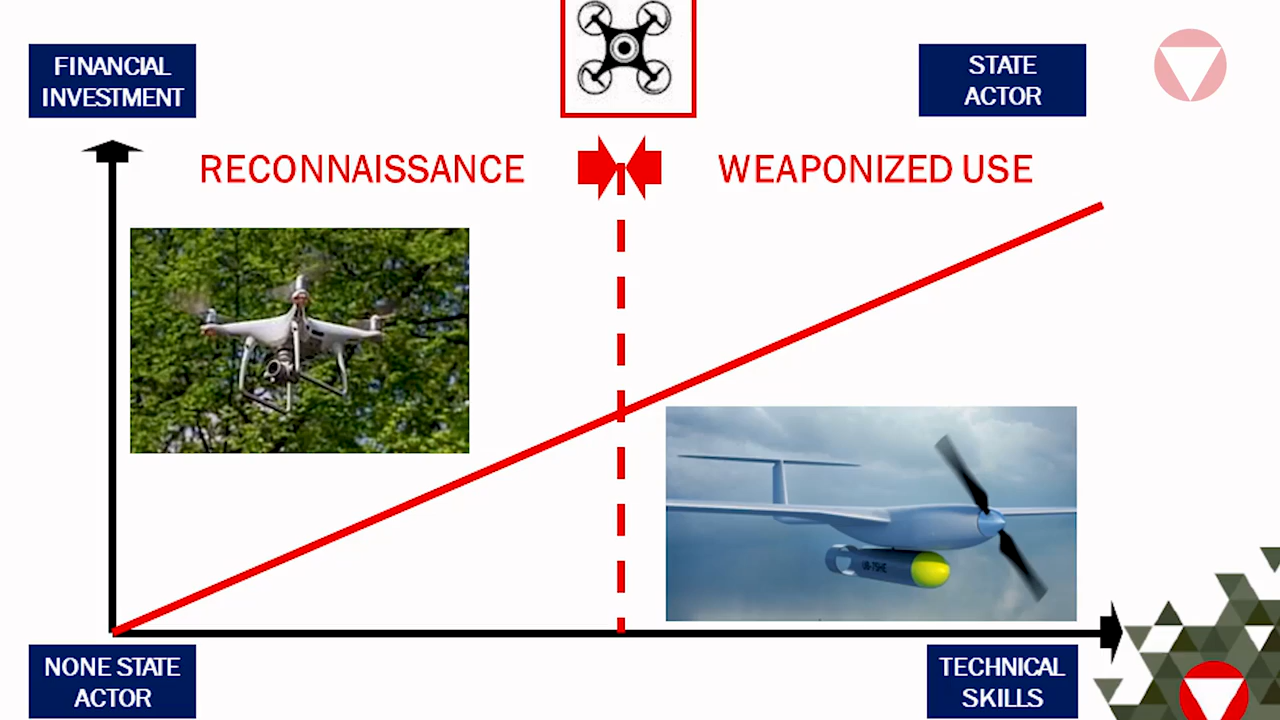 FINANCIAL
INVESTMENT
STATE
ACTOR
RECONNAISSANCE
WEAPONIZED USE
NONE STATE
ACTOR
TECHNICAL
SKILLS